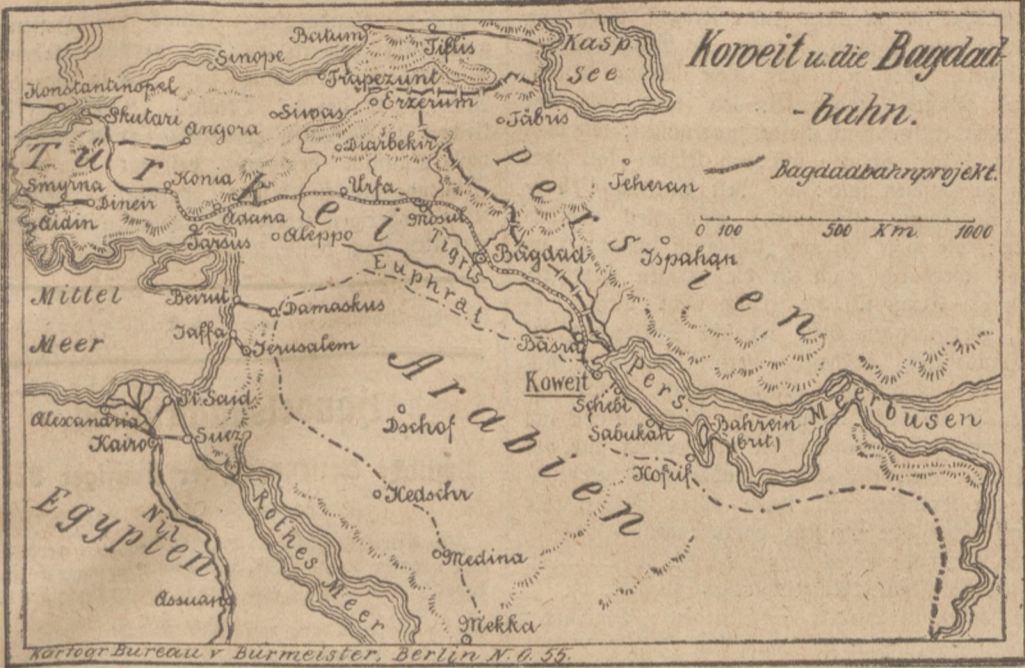 Koweit u. die Bagdad-
-bahn.
Bagdadbahnprojekt.
0 100 500 Km. 1000
Batum
Tiflis
Kasp
See
Sinope
Trapezunt
Konstantinopel
Skutari
Siwas
Erzerum
Täbris
Angora
Diarbekir
Türkei
Persien
Teheran
Smyrna
Dineir
Konia
Urfa
Aidin
Adana
Mosul
Tarsus
Aleppo
Tigris
Bagdad
Ispahan
Euphrat
Mittel
Meer
Beirut
Damaskus
Jaffa
Jerusalem
Basra
Arabien
Koweit
Pers. Meerbusen
Schebi
Alexandria
Pt Said
Kairo
Suez
Dschof
Sabukah
Bahrein
(brit.)
Hofuf
Egypten
Nil
Rothes Meer
Hedschr
Medina
Assuan
Mekka
Kartogr Bureau v Burmeister, Berlin N. O. 55.